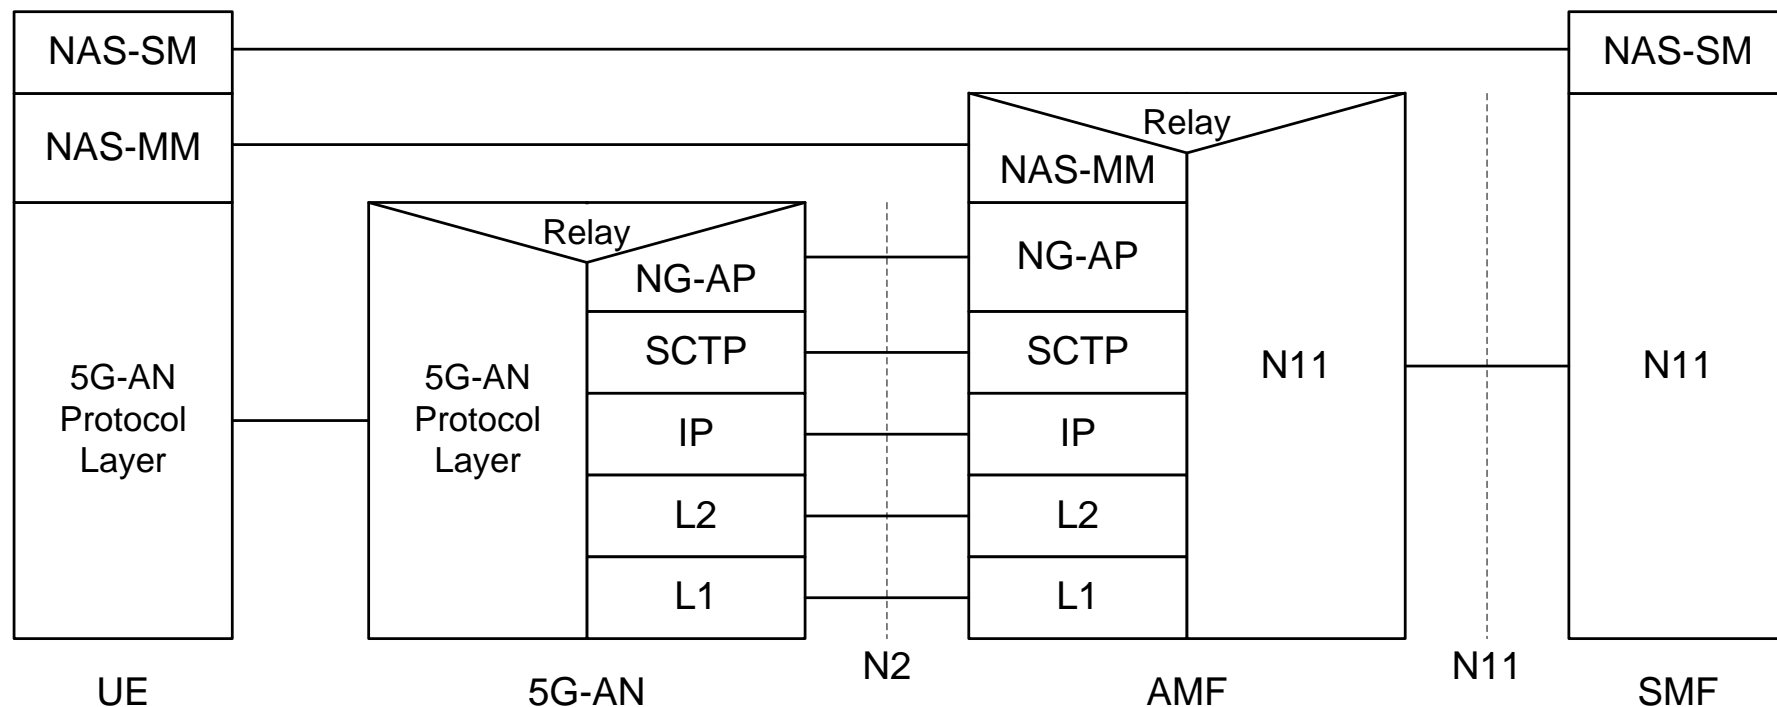 NAS-SM
NAS-SM
NAS-MM
Relay
NAS-MM
Relay
NG-AP
NG-AP
SCTP
SCTP
N11
N11
5G-AN
Protocol
Layer
5G-AN
Protocol
Layer
IP
IP
L2
L2
L1
L1
N2
N11
UE
5G-AN
AMF
SMF